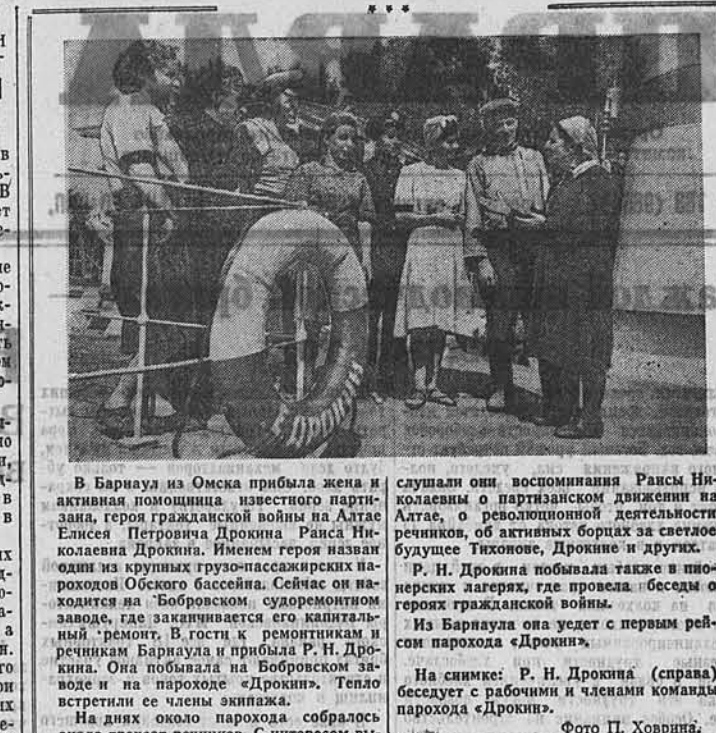 * * *
ДРОКИН
В Барнаул из Омска прибыла жена и
активная помощница известного парти-
зана, героя гражданской войны на Алтае
Елисея Петровича Дрокина Раиса Ни-
колаевна Дрокина. Именем героя назван
один из крупных грузо-пассажирских па-
роходов Обского бассейна. Сейчас он на-
ходится на Бобровском судоремонтном
заводе, где заканчивается его капиталь-
ный ремонт. В гости к ремонтникам и
речникам Барнаула и прибыла Р. Н. Дро-
кина. Она побывала на Бобровском за-
воде и на пароходе «Дрокин». Тепло
встретили ее члены экипажа.
На днях около парохода собралось
речников. С интересом вы-
слушали они воспоминания Раисы Ни-
колаевны о партизанском движении на
Алтае, о революционной деятельности
речников, об активных борцах за светлое
будущее Тихонове, Дрокине и других.
Р. Н. Дрокина побывала также в пио-
нерских лагерях, где провела беседы о
героях гражданской войны.
Из Барнаула она уедет с первым рей-
сом парохода «Дрокин».
На снимке: Р. Н. Дрокина (справа)
беседует с рабочими и членами команды
парохода «Дрокин».
Фото П. Ховрина.